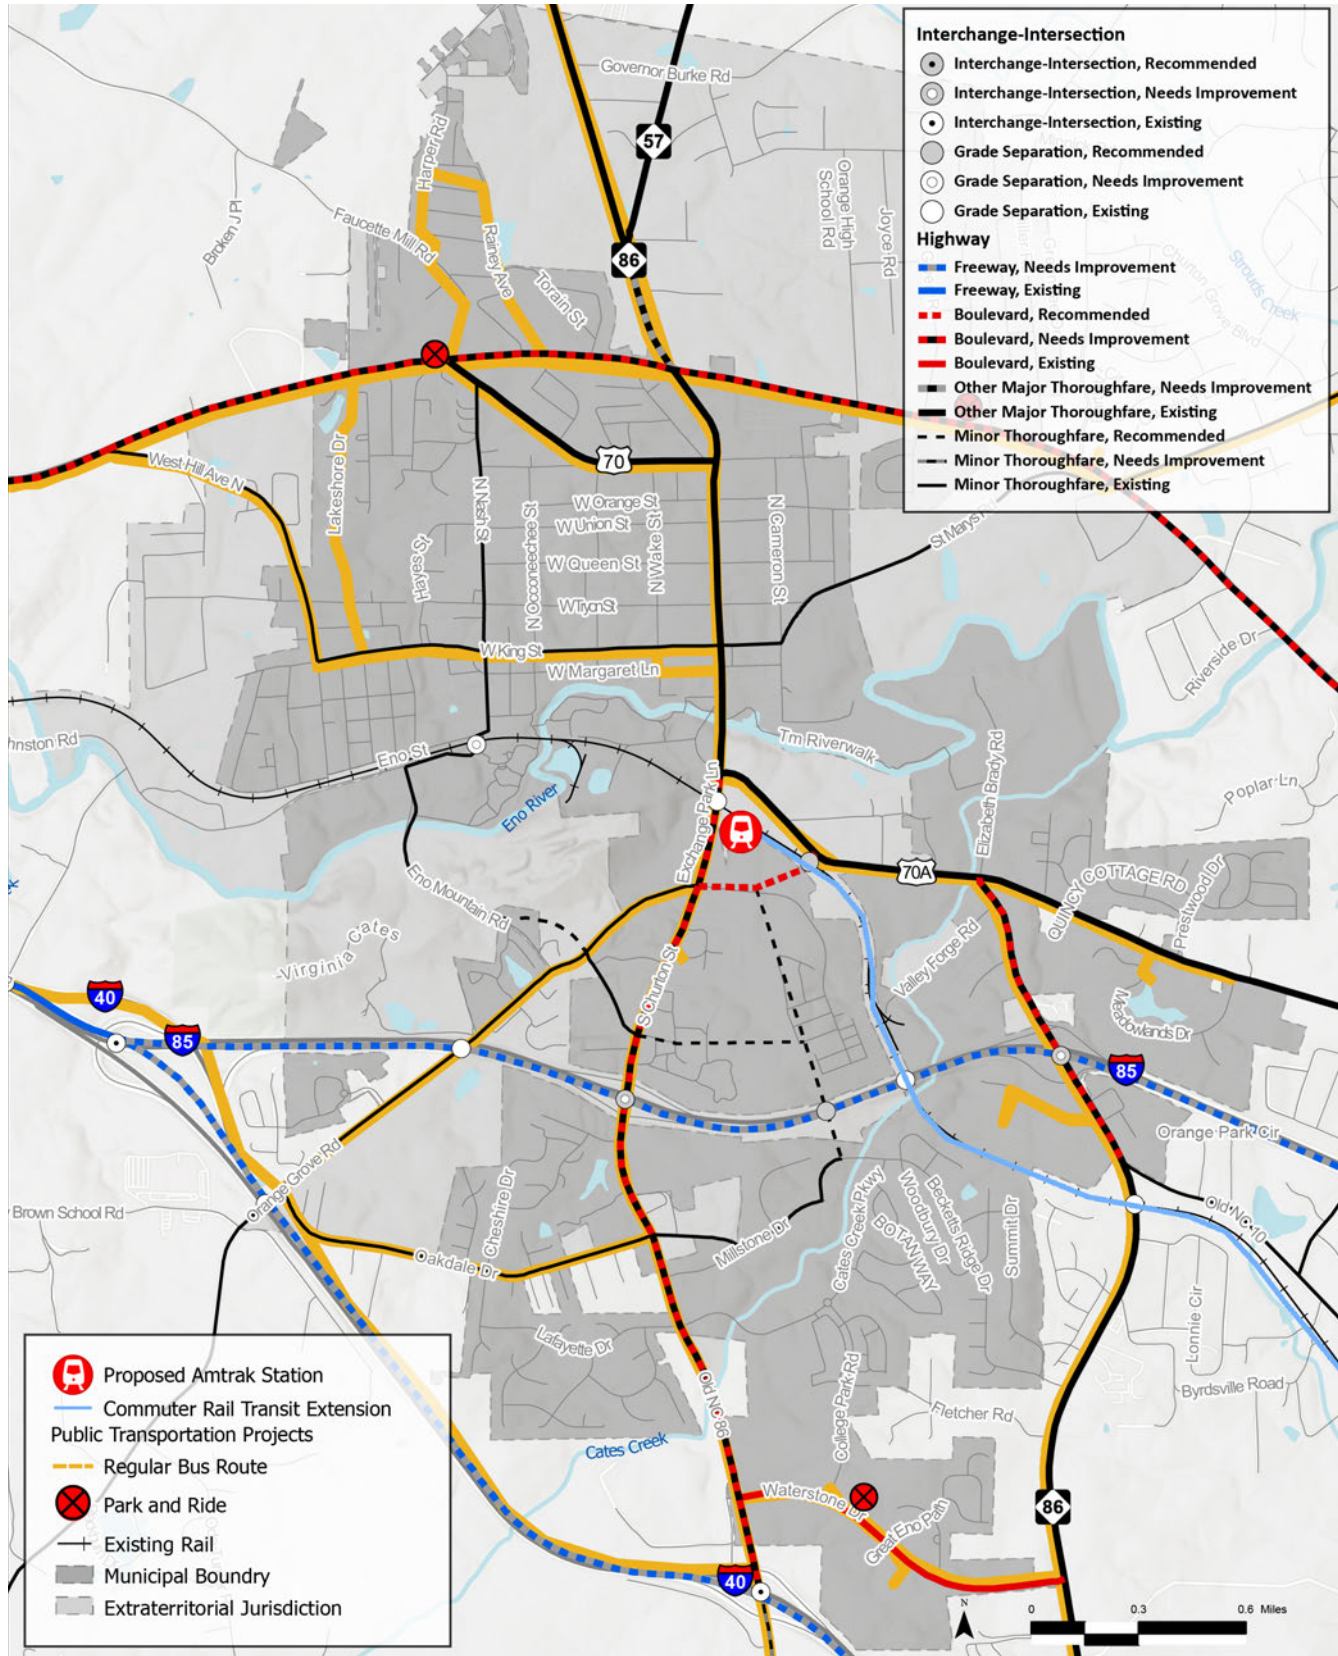 Interchange-Intersection
Interchange-Intersection, Recommended
Interchange-Intersection, Needs Improvement
Interchange-Intersection, Existing
Grade Separation, Recommended
Grade Separation, Needs Improvement
Grade Separation, Existing
Highway
Freeway, Needs Improvement
Freeway, Existing
Boulevard, Recommended
Boulevard, Needs Improvement
Boulevard, Existing
Other Major Thoroughfare, Needs Improvement
Other Major Thoroughfare, Existing
Minor Thoroughfare, Recommended
Minor Thoroughfare, Needs Improvement
Minor Thoroughfare, Existing
Governor Burke Rd
57
Harper Rd
Orange High
School Rd
Joyce Rd
Broken J Pl
Faucette Mill Rd
Rainey Ave
86
Torain St
Strouds Creek
West Hill Ave N
Lakeshore Dr
70
N Nash St
Hayes St
N Occoneechee St
W Orange St
W Union St
W Queen St
W Tryon St
N Wake St
N Cameron St
St Marys Rd
W King St
W Margaret Ln
Riverside Dr
Johnston Rd
Eno St
Eno River
Tm Riverwalk
Exchange Park Ln
Elizabeth Brady Rd
Poplar Ln
70A
QUINCY COTTAGE RD
Prestwood Dr
Eno Mountain Rd
Virginia Cates
S Churton St
Valley Forge Rd
Meadowlands Dr
40
85
85
Orange Park Cir
Orange Grove Rd
Brown School Rd
Cheshire Dr
Oakdale Dr
Millstone Dr
Cates Creek Pkwy
BOTANWAY
Woodbury Dr
Becketts Ridge Dr
Summit Dr
Old NC 10
Lonnie Cir
Byrdsville Road
Lafayette Dr
Old NC 86
College Park Rd
Fletcher Rd
Cates Creek
Waterstone Dr
Great Eno Path
86
40
Proposed Amtrak Station
Commuter Rail Transit Extension
Public Transportation Projects
Regular Bus Route
Park and Ride
Existing Rail
Municipal Boundry
Extraterritorial Jurisdiction
N
0 0.3 0.6 Miles